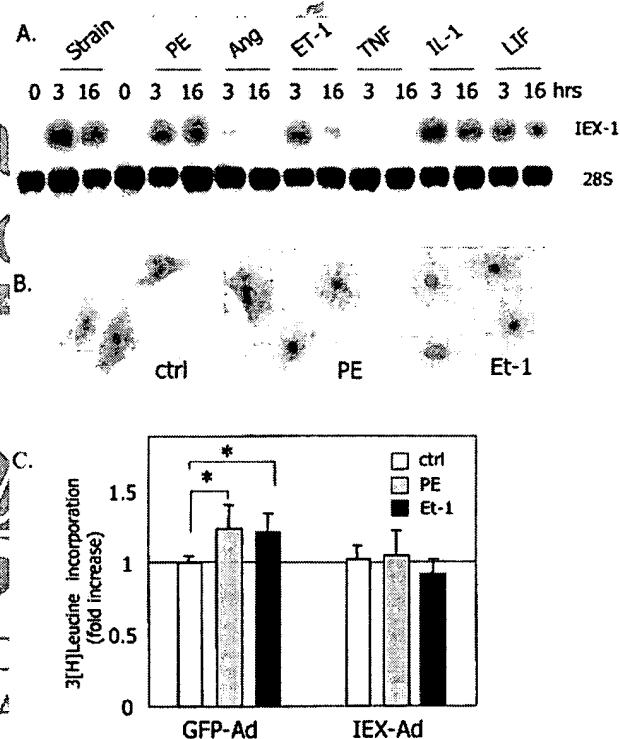 A.
Strain PE Ang ET-1 TNF IL-1 LIF
0 3 16 0 3 16 3 16 3 16 3 16 3 16 3 16 hrs
IEX-1
28S
B.
ctrl PE Et-1
C.
3[H]Leucine incorporation
(fold increase)
1.5
1
0.5
0
* *
ctrl
PE
Et-1
GFP-Ad IEX-Ad